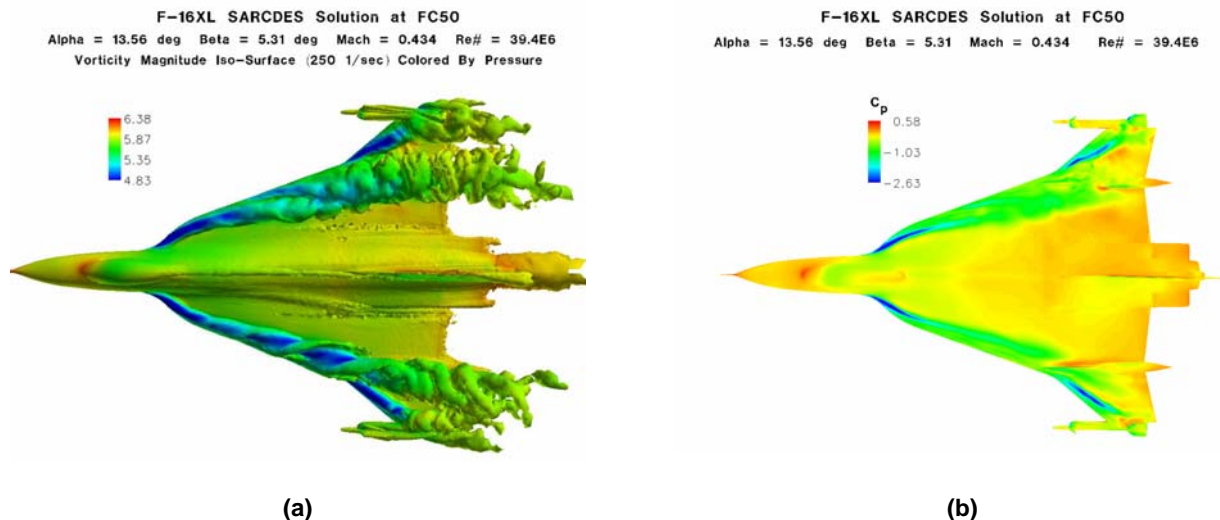 F-16XL SARCDES Solution at FC50
Alpha = 13.56 deg Beta = 5.31 deg Mach = 0.434 Re# = 39.4E6
Vorticity Magnitude Iso-Surface (250 1/sec) Colored By Pressure
6.38
5.87
5.35
4.83
(a)
F-16XL SARCDES Solution at FC50
Alpha = 13.56 deg Beta = 5.31 Mach = 0.434 Re# = 39.4E6
Cp
0.58
-1.03
-2.63
(b)